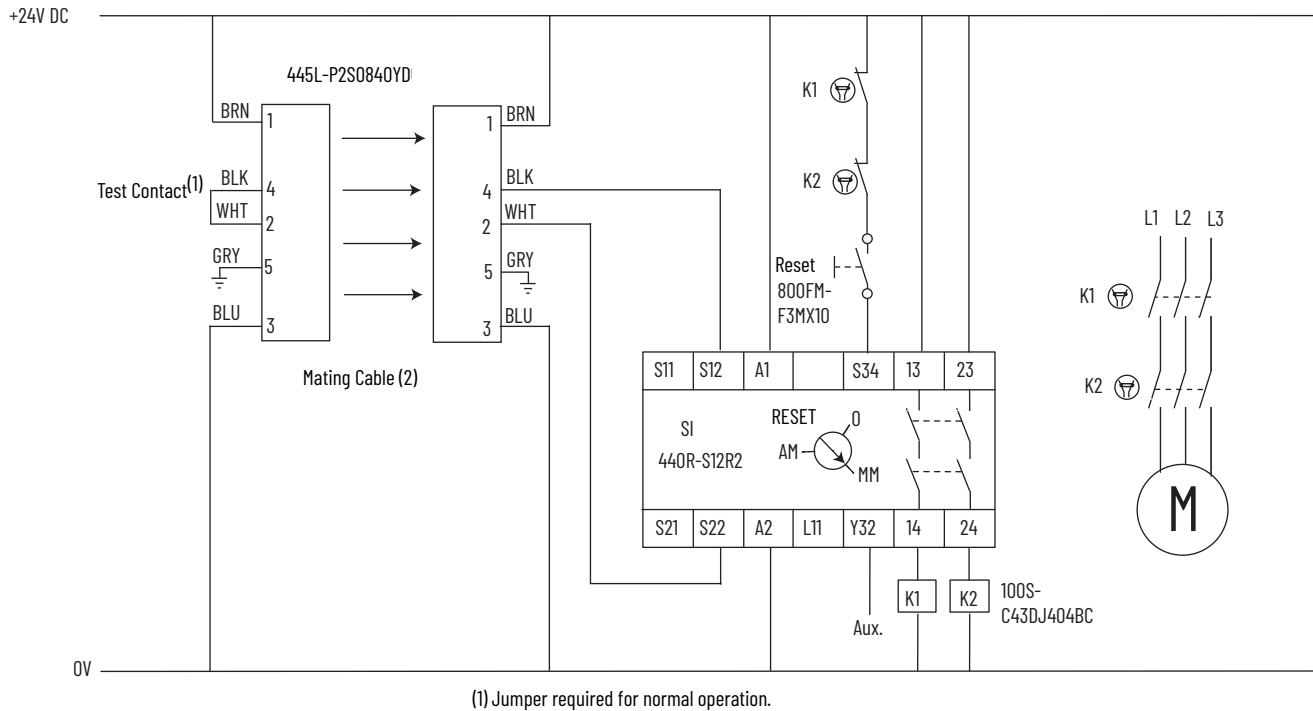 +24V DC
445L-P2S0840YD
BRN
1
BLK
4
Test Contact(1)
WHT
2
GRY
5
BLU
3
Mating Cable (2)
BRN
1
BLK
4
WHT
2
GRY
5
BLU
3
K1
K2
Reset
800FM-
F3MX10
S11 S12 A1 S34 13 23
SI
440R-S12R2
RESET
0
AM
MM
S21 S22 A2 L11 Y32 14 24
K1 K2
100S-
C43DJ404BC
Aux.
L1 L2 L3
K1
K2
M
0V
(1) Jumper required for normal operation.